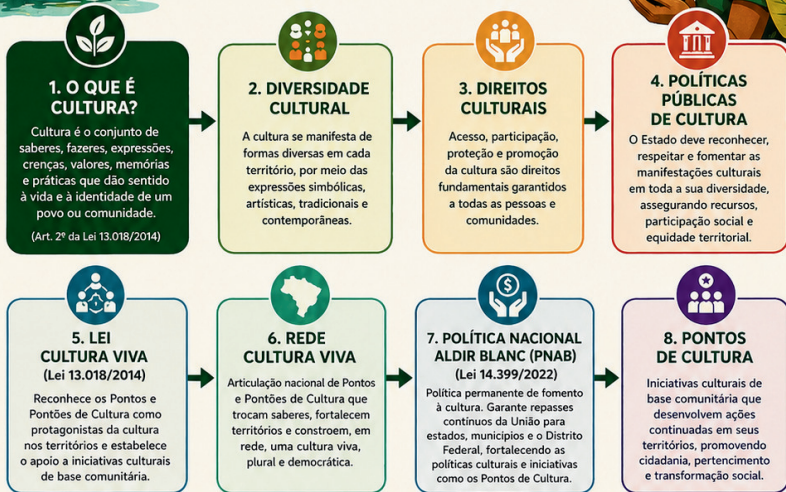 1. O QUE É
CULTURA?
Cultura é o conjunto de
saberes, fazeres, expressões,
crenças, valores, memórias
e práticas que dão sentido
à vida e à identidade de um
povo ou comunidade.
(Art. 2º da Lei 13.018/2014)
2. DIVERSIDADE
CULTURAL
A cultura se manifesta de
formas diversas em cada
território, por meio das
expressões simbólicas,
artísticas, tradicionais e
contemporâneas.
3. DIREITOS
CULTURAIS
Acesso, participação,
proteção e promoção
da cultura são direitos
fundamentais garantidos
a todas as pessoas e
comunidades.
4. POLÍTICAS
PÚBLICAS
DE CULTURA
O Estado deve reconhecer,
respeitar e fomentar as
manifestações culturais
em toda a sua diversidade,
assegurando recursos,
participação social e
equidade territorial.
5. LEI
CULTURA VIVA
(Lei 13.018/2014)
Reconhece os Pontos e
Pontões de Cultura como
protagonistas da cultura
nos territórios e estabelece
o apoio a iniciativas culturais
de base comunitária.
6. REDE
CULTURA VIVA
Articulação nacional de Pontos
e Pontões de Cultura que
trocam saberes, fortalecem
territórios e constroem, em
rede, uma cultura viva,
plural e democrática.
7. POLÍTICA NACIONAL
ALDIR BLANC (PNAB)
(Lei 14.399/2022)
Política permanente de fomento
à cultura. Garante repasses
contínuos da União para
estados, municípios e o Distrito
Federal, fortalecendo as
políticas culturais e iniciativas
como os Pontos de Cultura.
8. PONTOS
DE CULTURA
Iniciativas culturais de
base comunitária que
desenvolvem ações
continuadas em seus
territórios, promovendo
cidadania, pertencimento
e transformação social.